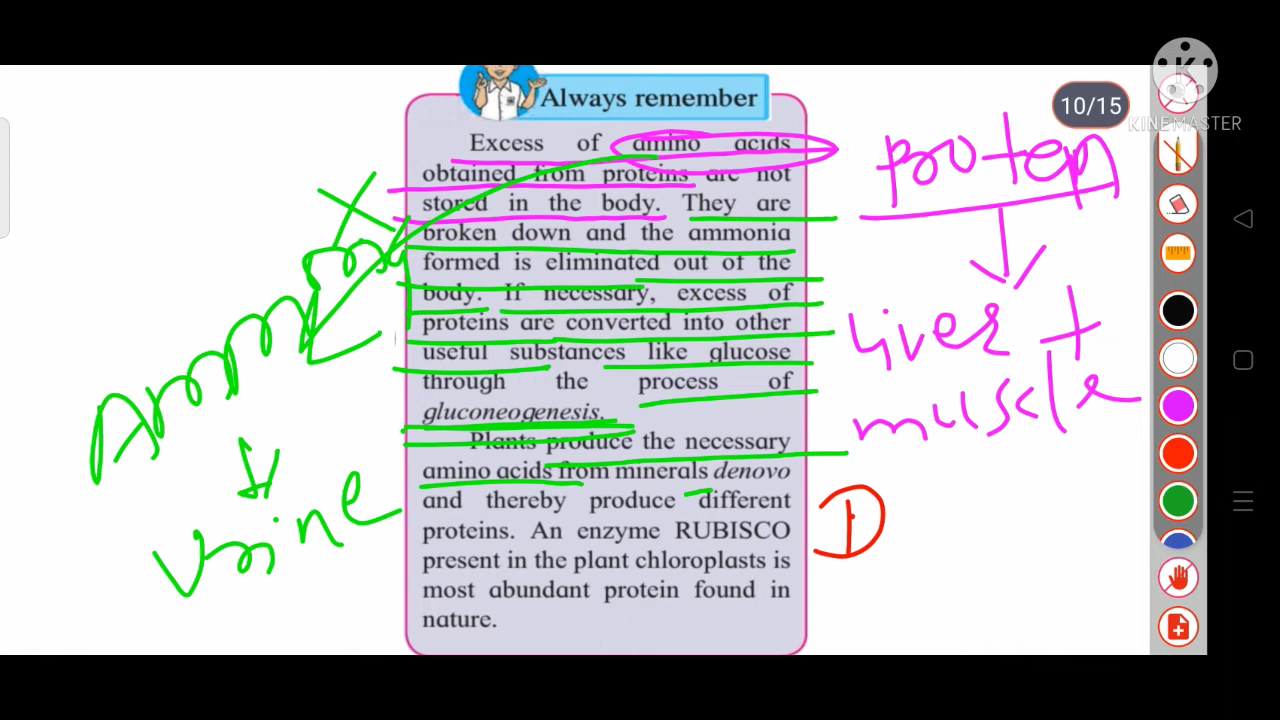 Always remember
10/15
KINEMASTER
Excess of amino acids
obtained from proteins are not
stored in the body. They are
broken down and the ammonia
formed is eliminated out of the
body. If necessary, excess of
proteins are converted into other
useful substances like glucose
through the process of
gluconeogenesis.
Plants produce the necessary
amino acids from minerals denovo
and thereby produce different
proteins. An enzyme RUBISCO
present in the plant chloroplasts is
most abundant protein found in
nature.
liver +
muscle
urine
D